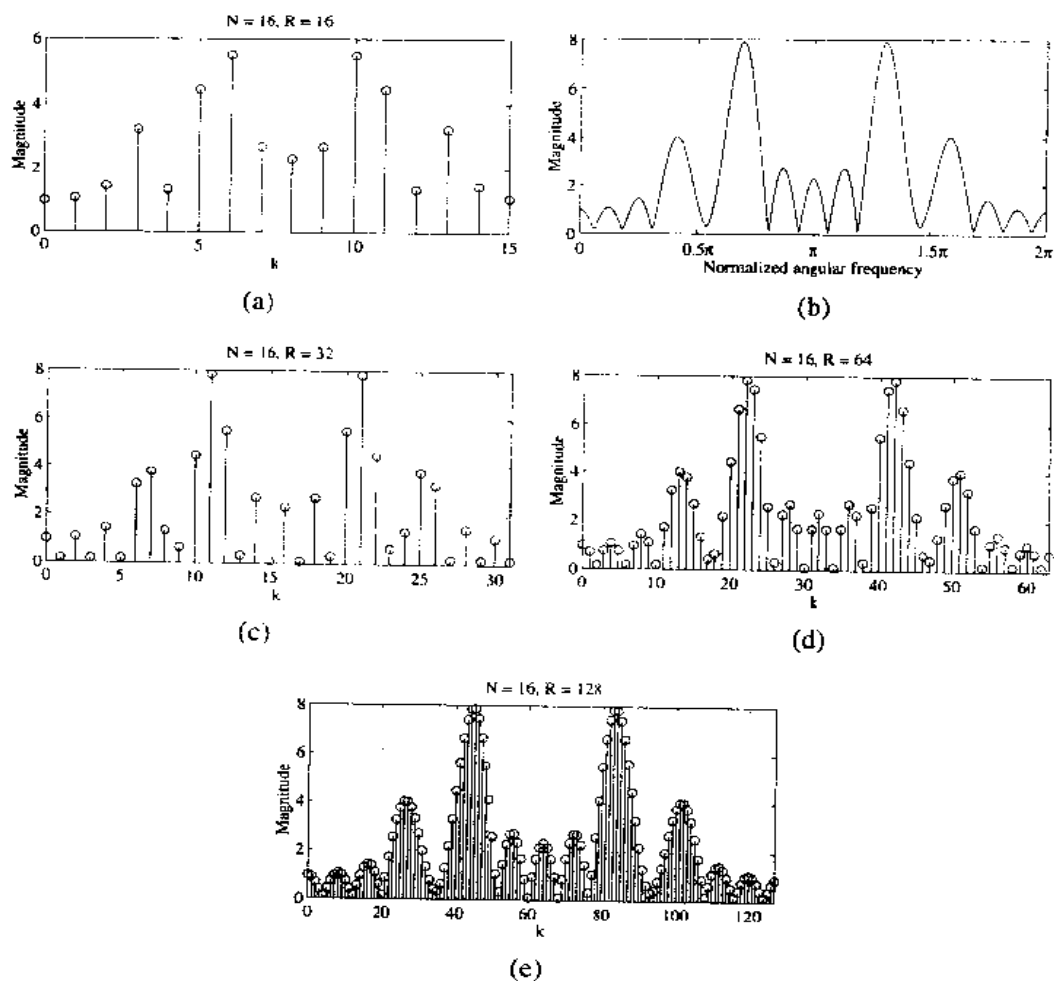 N = 16, R = 16
Magnitude
6
4
2
0
0 5 10 15
k
(a)
Magnitude
8
6
4
2
0
0 0.5π π 1.5π 2π
Normalized angular frequency
(b)
N = 16, R = 32
Magnitude
8
6
4
2
0
0 5 10 15 20 25 30
k
(c)
N = 16, R = 64
Magnitude
8
6
4
2
0
0 10 20 30 40 50 60
k
(d)
N = 16, R = 128
Magnitude
8
6
4
2
0
0 20 40 60 80 100 120
k
(e)